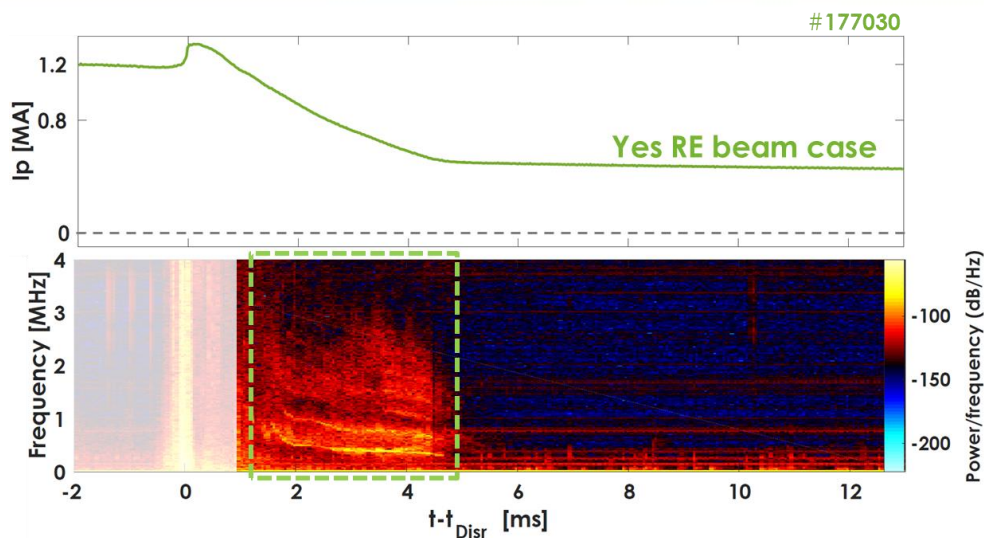 #177030
1.2
Ip [MA]
0.8
Yes RE beam case
0
4
3
2
1
0
Frequency [MHz]
-100
-150
-200
Power/frequency (dB/Hz)
-2 0 2 4 6 8 10 12
t-tDisr [ms]